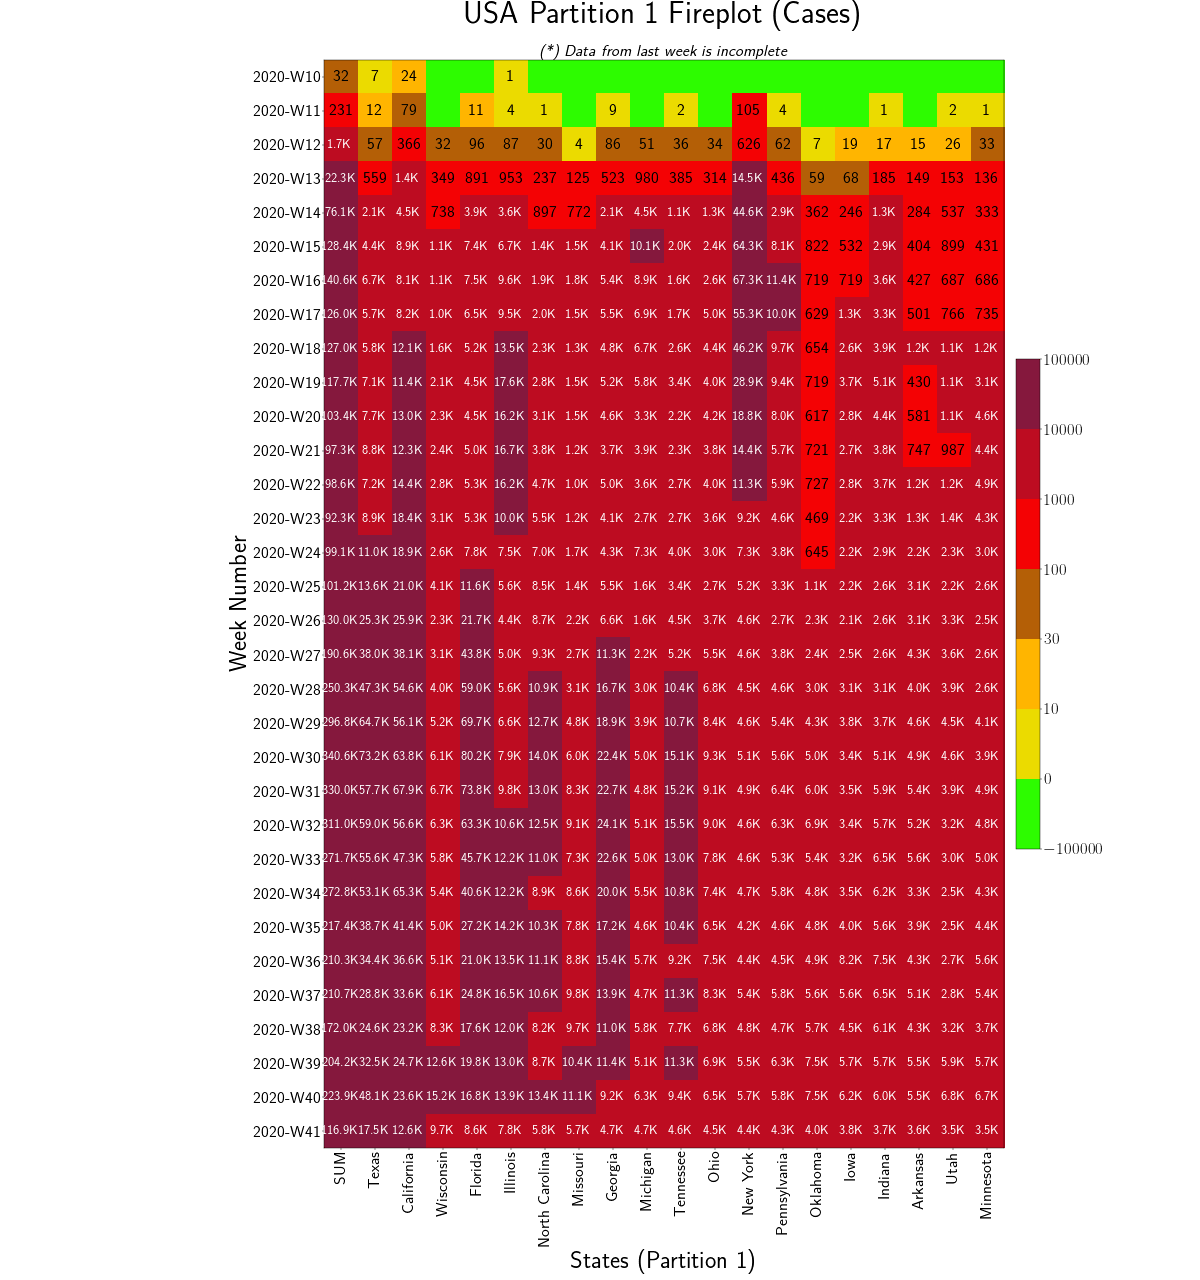 USA Partition 1 Fireplot (Cases)
(*) Data from last week is incomplete
2020-W10 32 7 24 1
2020-W11 231 12 79 11 4 1 9 2 105 4 1 2 1
2020-W12 1.7K 57 366 32 96 87 30 4 86 51 36 34 626 62 7 19 17 15 26 33
2020-W13 22.3K 559 1.4K 349 891 953 237 125 523 980 385 314 14.5K 436 59 68 185 149 153 136
2020-W14 76.1K 2.1K 4.5K 738 3.9K 3.6K 897 772 2.1K 4.5K 1.1K 1.3K 44.6K 2.9K 362 246 1.3K 284 537 333
2020-W15 128.4K 4.4K 8.9K 1.1K 7.4K 6.7K 1.4K 1.5K 4.1K 10.1K 2.0K 2.4K 64.3K 8.1K 822 532 2.9K 404 899 431
2020-W16 140.6K 6.7K 8.1K 1.1K 7.5K 9.6K 1.9K 1.8K 5.4K 8.9K 1.6K 2.6K 67.3K 11.4K 719 719 3.6K 427 687 686
2020-W17 126.0K 5.7K 8.2K 1.0K 6.5K 9.5K 2.0K 1.5K 5.5K 6.9K 1.7K 5.0K 55.3K 10.0K 629 1.3K 3.3K 501 766 735
2020-W18 127.0K 5.8K 12.1K 1.6K 5.2K 13.5K 2.3K 1.3K 4.8K 6.7K 2.6K 4.4K 46.2K 9.7K 654 2.6K 3.9K 1.2K 1.1K 1.2K
100000
2020-W19 117.7K 7.1K 11.4K 2.1K 4.5K 17.6K 2.8K 1.5K 5.2K 5.8K 3.4K 4.0K 28.9K 9.4K 719 3.7K 5.1K 430 1.1K 3.1K
2020-W20 103.4K 7.7K 13.0K 2.3K 4.5K 16.2K 3.1K 1.5K 4.6K 3.3K 2.2K 4.2K 18.8K 8.0K 617 2.8K 4.4K 581 1.1K 4.6K
10000
2020-W21 97.3K 8.8K 12.3K 2.4K 5.0K 16.7K 3.8K 1.2K 3.7K 3.9K 2.3K 3.8K 14.4K 5.7K 721 2.7K 3.8K 747 987 4.4K
2020-W22 98.6K 7.2K 14.4K 2.8K 5.3K 16.2K 4.7K 1.0K 5.0K 3.6K 2.7K 4.0K 11.3K 5.9K 727 2.8K 3.7K 1.2K 1.2K 4.9K
1000
2020-W23 92.3K 8.9K 18.4K 3.1K 5.3K 10.0K 5.5K 1.2K 4.1K 2.7K 2.7K 3.6K 9.2K 4.6K 469 2.2K 3.3K 1.3K 1.4K 4.3K
2020-W24 99.1K 11.0K 18.9K 2.6K 7.8K 7.5K 7.0K 1.7K 4.3K 7.3K 4.0K 3.0K 7.3K 3.8K 645 2.2K 2.9K 2.2K 2.3K 3.0K
100
2020-W25 101.2K 13.6K 21.0K 4.1K 11.6K 5.6K 8.5K 1.4K 5.5K 1.6K 3.4K 2.7K 5.2K 3.3K 1.1K 2.2K 2.6K 3.1K 2.2K 2.6K
Week Number
2020-W26 130.0K 25.3K 25.9K 2.3K 21.7K 4.4K 8.7K 2.2K 6.6K 1.6K 4.5K 3.7K 4.6K 2.7K 2.3K 2.1K 2.6K 3.1K 3.3K 2.5K
30
2020-W27 190.6K 38.0K 38.1K 3.1K 43.8K 5.0K 9.3K 2.7K 11.3K 2.2K 5.2K 5.5K 4.6K 3.8K 2.4K 2.5K 2.6K 4.3K 3.6K 2.6K
2020-W28 250.3K 47.3K 54.6K 4.0K 59.0K 5.6K 10.9K 3.1K 16.7K 3.0K 10.4K 6.8K 4.5K 4.6K 3.0K 3.1K 3.1K 4.0K 3.9K 2.6K
10
2020-W29 296.8K 64.7K 56.1K 5.2K 69.7K 6.6K 12.7K 4.8K 18.9K 3.9K 10.7K 8.4K 4.6K 5.4K 4.3K 3.8K 3.7K 4.6K 4.5K 4.1K
2020-W30 340.6K 73.2K 63.8K 6.1K 80.2K 7.9K 14.0K 6.0K 22.4K 5.0K 15.1K 9.3K 5.1K 5.6K 5.0K 3.4K 5.1K 4.9K 4.6K 3.9K
0
2020-W31 330.0K 57.7K 67.9K 6.7K 73.8K 9.8K 13.0K 8.3K 22.7K 4.8K 15.2K 9.1K 4.9K 6.4K 6.0K 3.5K 5.9K 5.4K 3.9K 4.9K
2020-W32 311.0K 59.0K 56.6K 6.3K 63.3K 10.6K 12.5K 9.1K 24.1K 5.1K 15.5K 9.0K 4.6K 6.3K 6.9K 3.4K 5.7K 5.2K 3.2K 4.8K
−100000
2020-W33 271.7K 55.6K 47.3K 5.8K 45.7K 12.2K 11.0K 7.3K 22.6K 5.0K 13.0K 7.8K 4.6K 5.3K 5.4K 3.2K 6.5K 5.6K 3.0K 5.0K
2020-W34 272.8K 53.1K 65.3K 5.4K 40.6K 12.2K 8.9K 8.6K 20.0K 5.5K 10.8K 7.4K 4.7K 5.8K 4.8K 3.5K 6.2K 3.3K 2.5K 4.3K
2020-W35 217.4K 38.7K 41.4K 5.0K 27.2K 14.2K 10.3K 7.8K 17.2K 4.6K 10.4K 6.5K 4.2K 4.6K 4.8K 4.0K 5.6K 3.9K 2.5K 4.4K
2020-W36 210.3K 34.4K 36.6K 5.1K 21.0K 13.5K 11.1K 8.8K 15.4K 5.7K 9.2K 7.5K 4.4K 4.5K 4.9K 8.2K 7.5K 4.3K 2.7K 5.6K
2020-W37 210.7K 28.8K 33.6K 6.1K 24.8K 16.5K 10.6K 9.8K 13.9K 4.7K 11.3K 8.3K 5.4K 5.8K 5.6K 5.6K 6.5K 5.1K 2.8K 5.4K
2020-W38 172.0K 24.6K 23.2K 8.3K 17.6K 12.0K 8.2K 9.7K 11.0K 5.8K 7.7K 6.8K 4.8K 4.7K 5.7K 4.5K 6.1K 4.3K 3.2K 3.7K
2020-W39 204.2K 32.5K 24.7K 12.6K 19.8K 13.0K 8.7K 10.4K 11.4K 5.1K 11.3K 6.9K 5.5K 6.3K 7.5K 5.7K 5.7K 5.5K 5.9K 5.7K
2020-W40 223.9K 48.1K 23.6K 15.2K 16.8K 13.9K 13.4K 11.1K 9.2K 6.3K 9.4K 6.5K 5.7K 5.8K 7.5K 6.2K 6.0K 5.5K 6.8K 6.7K
2020-W41 116.9K 17.5K 12.6K 9.7K 8.6K 7.8K 5.8K 5.7K 4.7K 4.7K 4.6K 4.5K 4.4K 4.3K 4.0K 3.8K 3.7K 3.6K 3.5K 3.5K
SUM Texas California Wisconsin Florida Illinois North Carolina Missouri Georgia Michigan Tennessee Ohio New York Pennsylvania Oklahoma Iowa Indiana Arkansas Utah Minnesota
States (Partition 1)